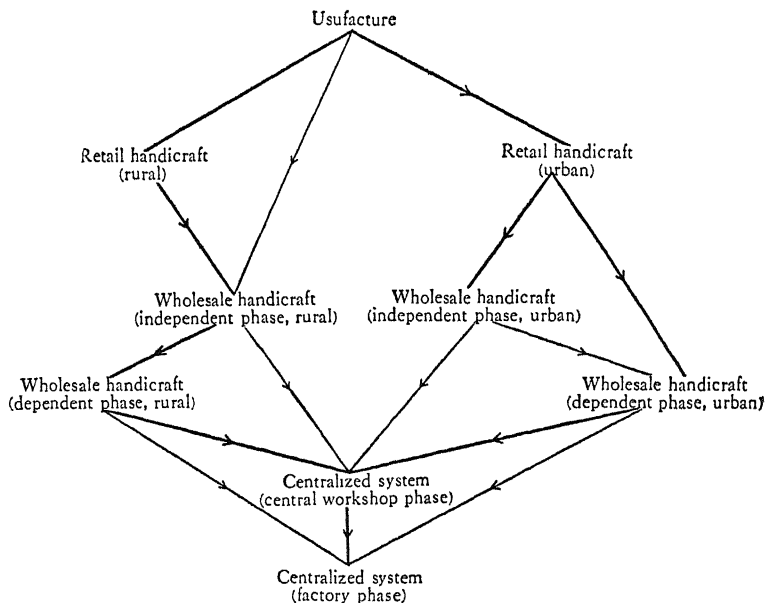 Usufacture
Retail handicraft
(rural)
Retail handicraft
(urban)
Wholesale handicraft
(independent phase, rural)
Wholesale handicraft
(independent phase, urban)
Wholesale handicraft
(dependent phase, rural)
Wholesale handicraft
(dependent phase, urban)
Centralized system
(central workshop phase)
Centralized system
(factory phase)